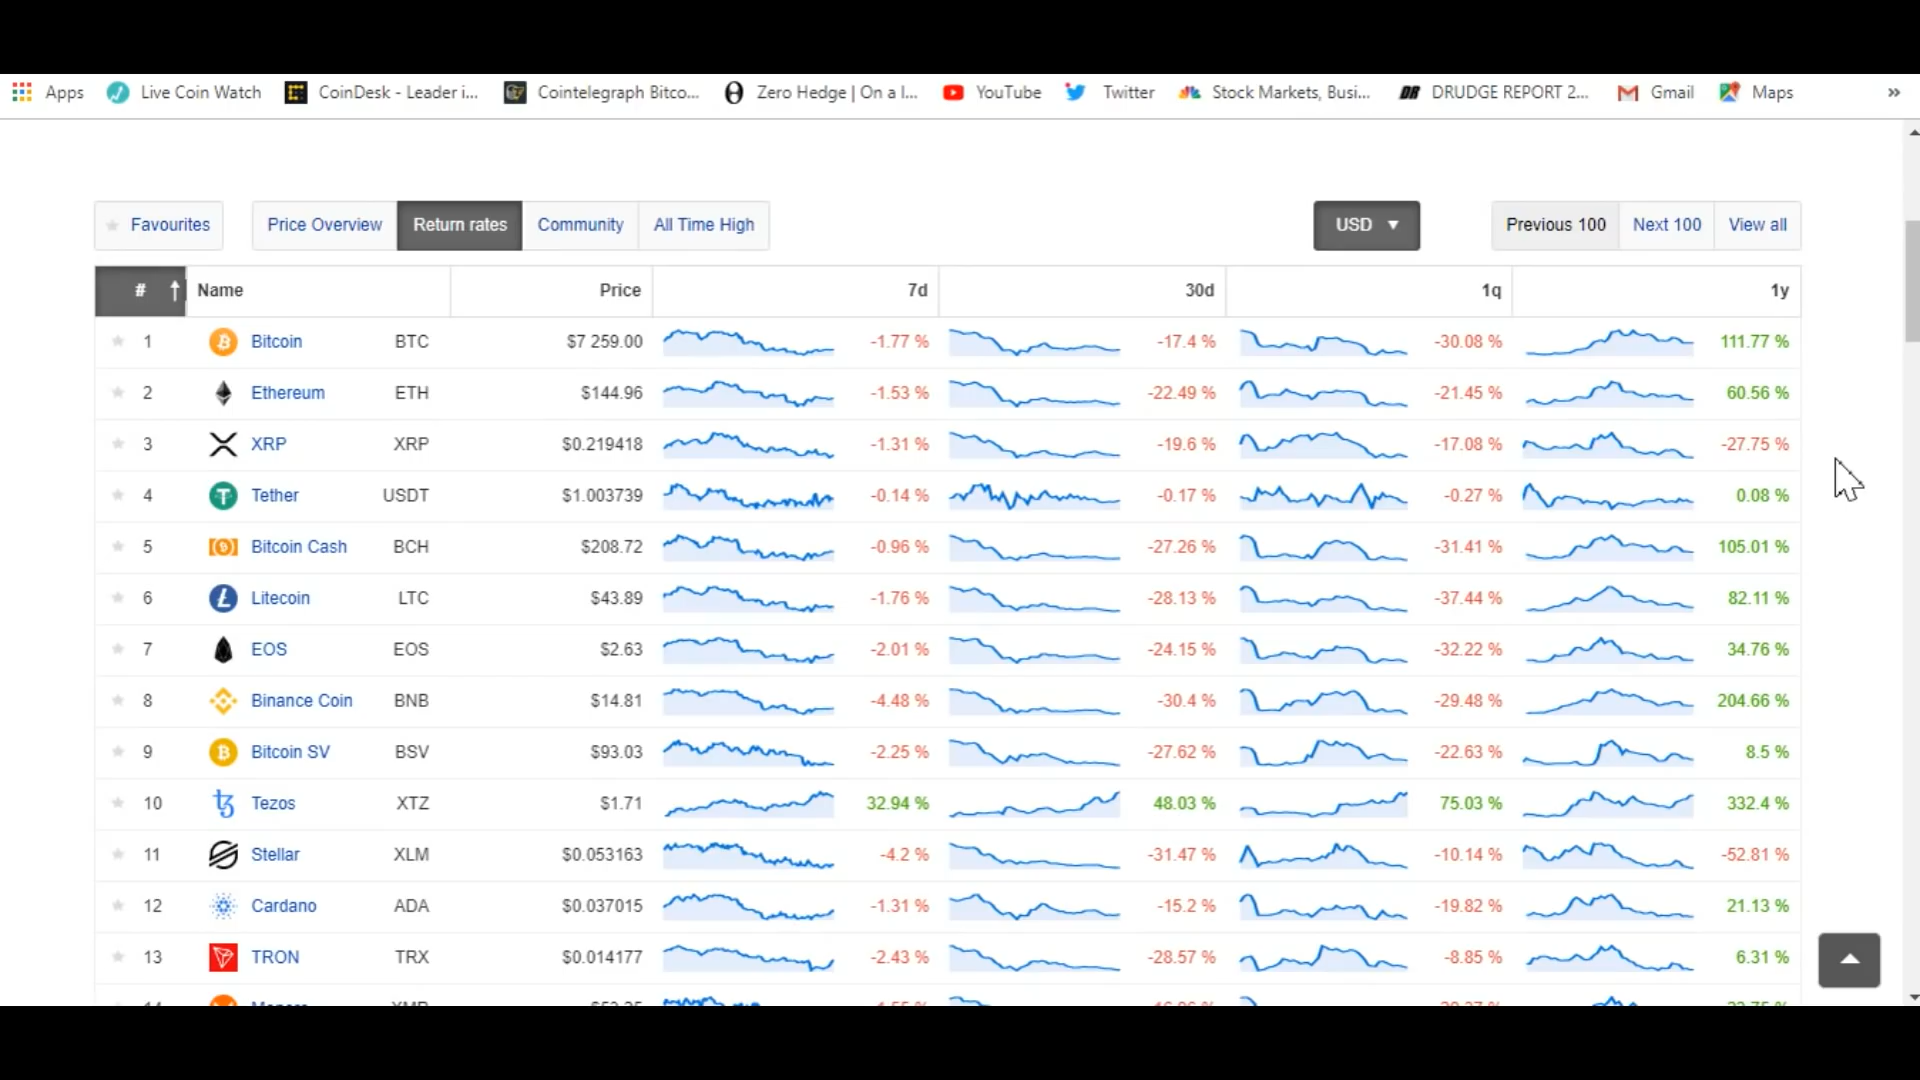 Apps Live Coin Watch CoinDesk - Leader i... Cointelegraph Bitco... Zero Hedge | On a l... YouTube Twitter Stock Markets, Busi... DRUDGE REPORT 2... Gmail Maps »
Favourites Price Overview Return rates Community All Time High USD ▼ Previous 100 Next 100 View all
# ↑ Name Price 7d 30d 1q 1y
1 Bitcoin BTC $7 259.00 -1.77 % -17.4 % -30.08 % 111.77 %
2 Ethereum ETH $144.96 -1.53 % -22.49 % -21.45 % 60.56 %
3 XRP XRP $0.219418 -1.31 % -19.6 % -17.08 % -27.75 %
4 Tether USDT $1.003739 -0.14 % -0.17 % -0.27 % 0.08 %
5 Bitcoin Cash BCH $208.72 -0.96 % -27.26 % -31.41 % 105.01 %
6 Litecoin LTC $43.89 -1.76 % -28.13 % -37.44 % 82.11 %
7 EOS EOS $2.63 -2.01 % -24.15 % -32.22 % 34.76 %
8 Binance Coin BNB $14.81 -4.48 % -30.4 % -29.48 % 204.66 %
9 Bitcoin SV BSV $93.03 -2.25 % -27.62 % -22.63 % 8.5 %
10 Tezos XTZ $1.71 32.94 % 48.03 % 75.03 % 332.4 %
11 Stellar XLM $0.053163 -4.2 % -31.47 % -10.14 % -52.81 %
12 Cardano ADA $0.037015 -1.31 % -15.2 % -19.82 % 21.13 %
13 TRON TRX $0.014177 -2.43 % -28.57 % -8.85 % 6.31 %